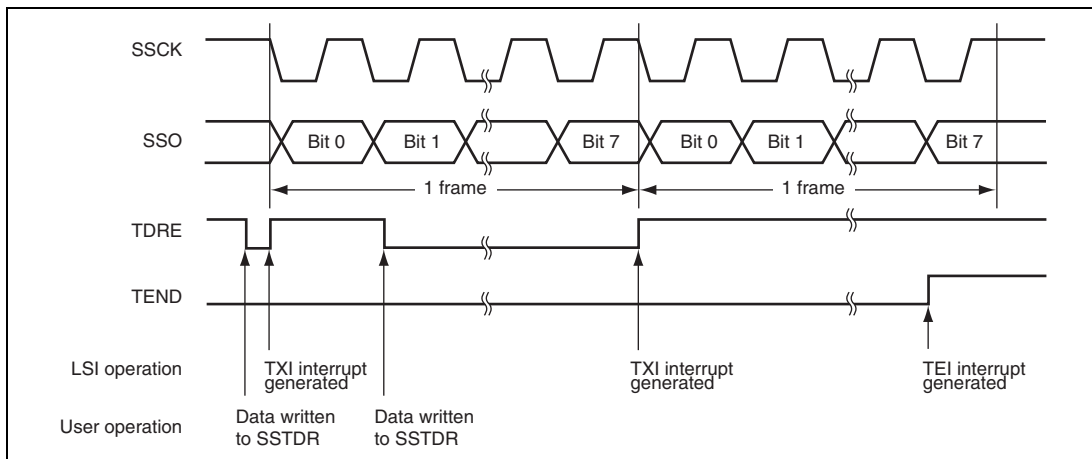 SSCK
SSO
Bit 0
Bit 1
Bit 7
Bit 0
Bit 1
Bit 7
1 frame
1 frame
TDRE
TEND
LSI operation
TXI interrupt
generated
TXI interrupt
generated
TEI interrupt
generated
User operation
Data written
to SSTDR
Data written
to SSTDR